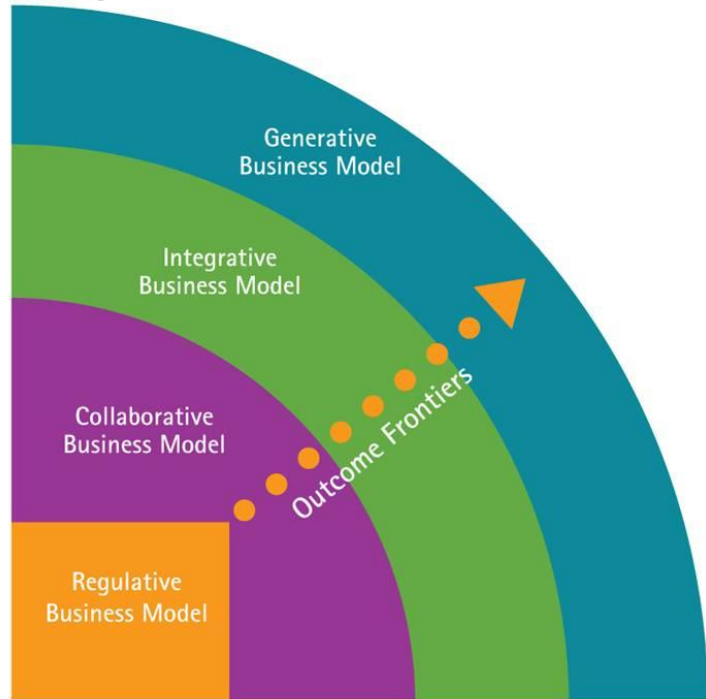 Generative
Business Model
Integrative
Business Model
Outcome Frontiers
Collaborative
Business Model
Regulative
Business Model